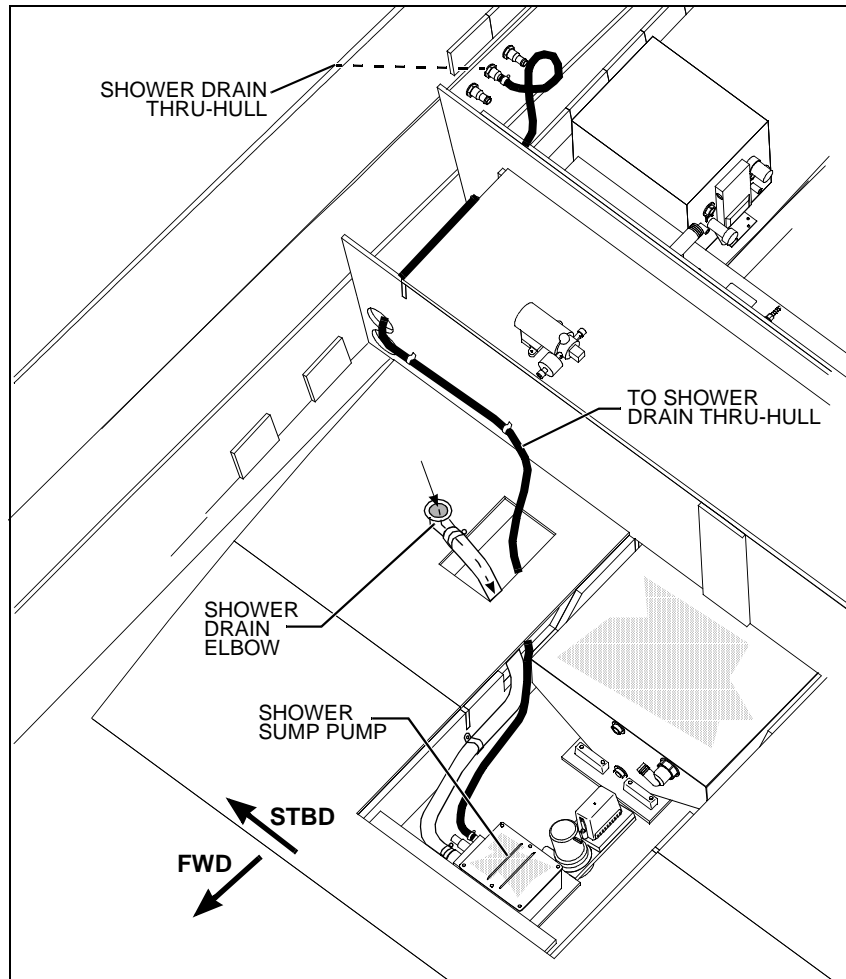 SHOWER DRAIN
THRU-HULL
TO SHOWER
DRAIN THRU-HULL
SHOWER
DRAIN
ELBOW
SHOWER
SUMP PUMP
STBD
FWD